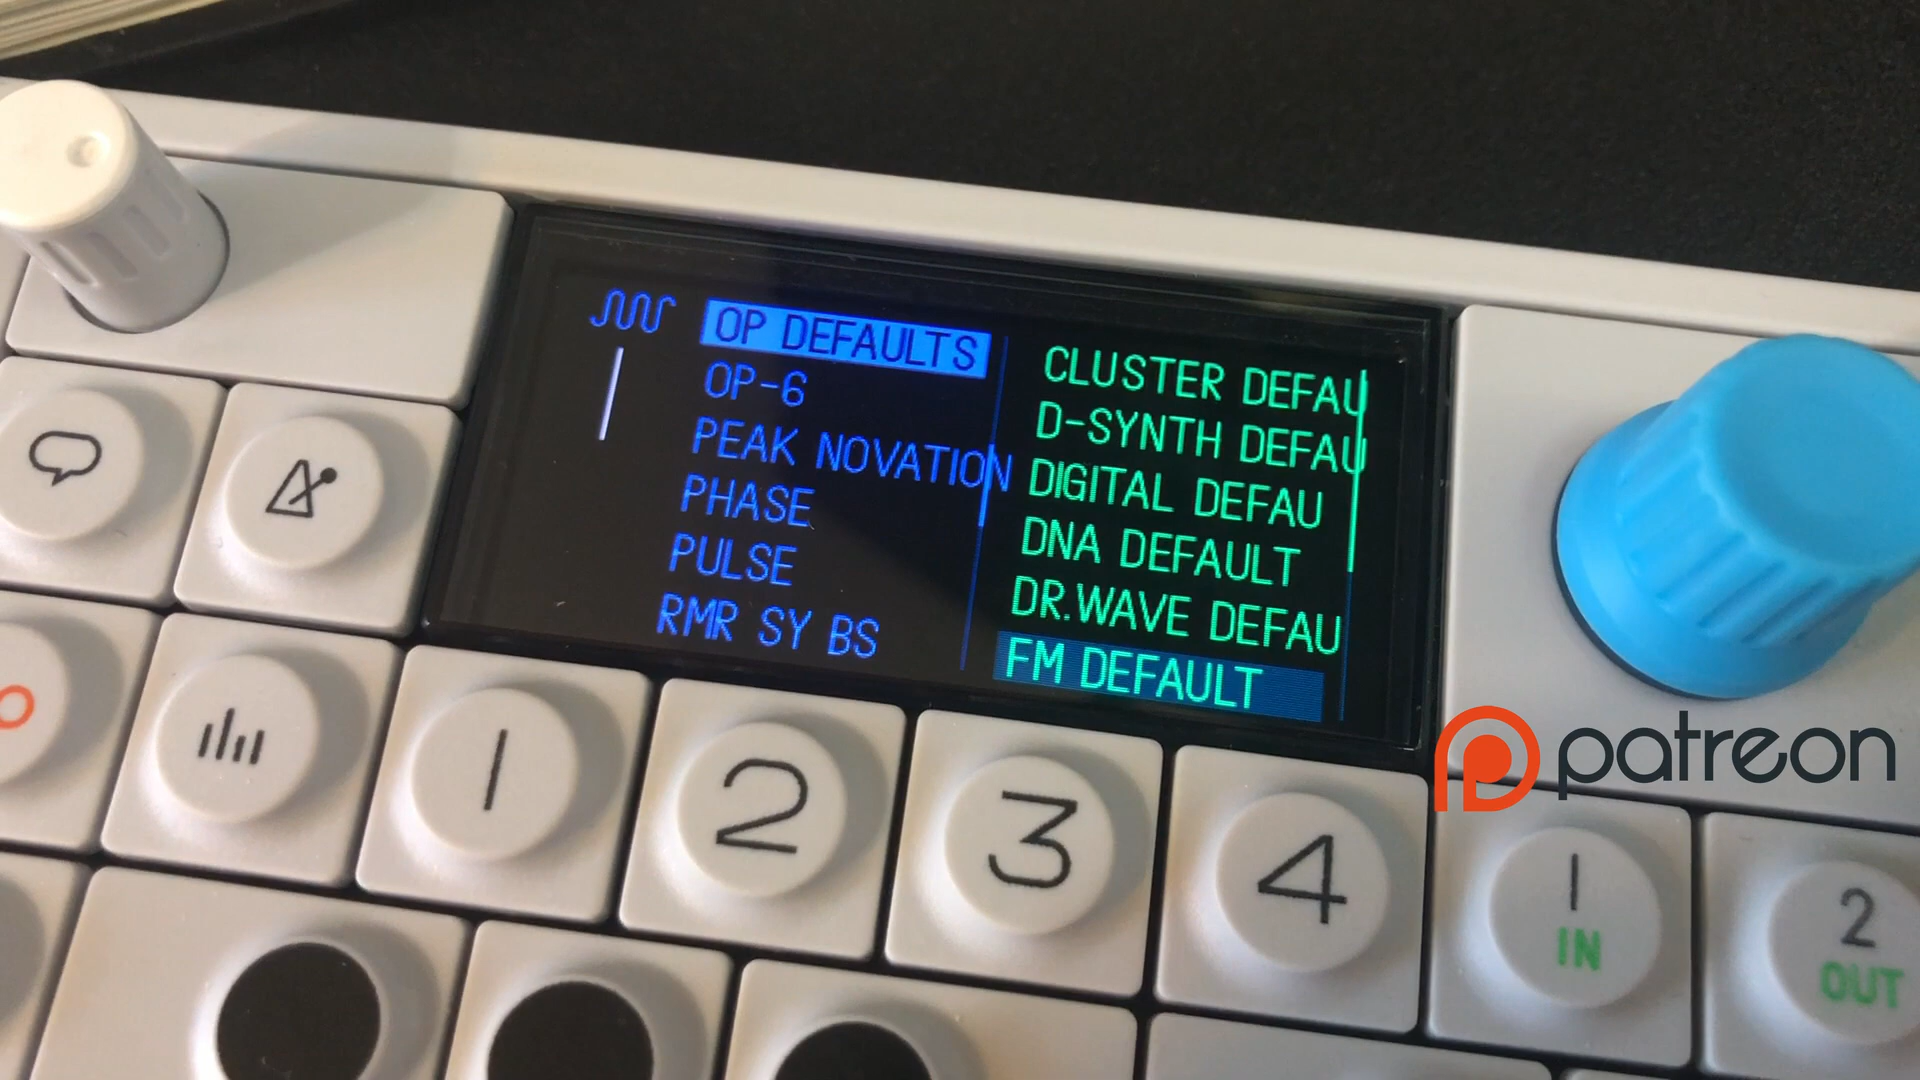 OP DEFAULTS
OP-6
PEAK NOVATION
PHASE
PULSE
RMR SY BS
CLUSTER DEFAU
D-SYNTH DEFAU
DIGITAL DEFAU
DNA DEFAULT
DR.WAVE DEFAU
FM DEFAULT
patreon
1
2
3
4
1
IN
2
OUT